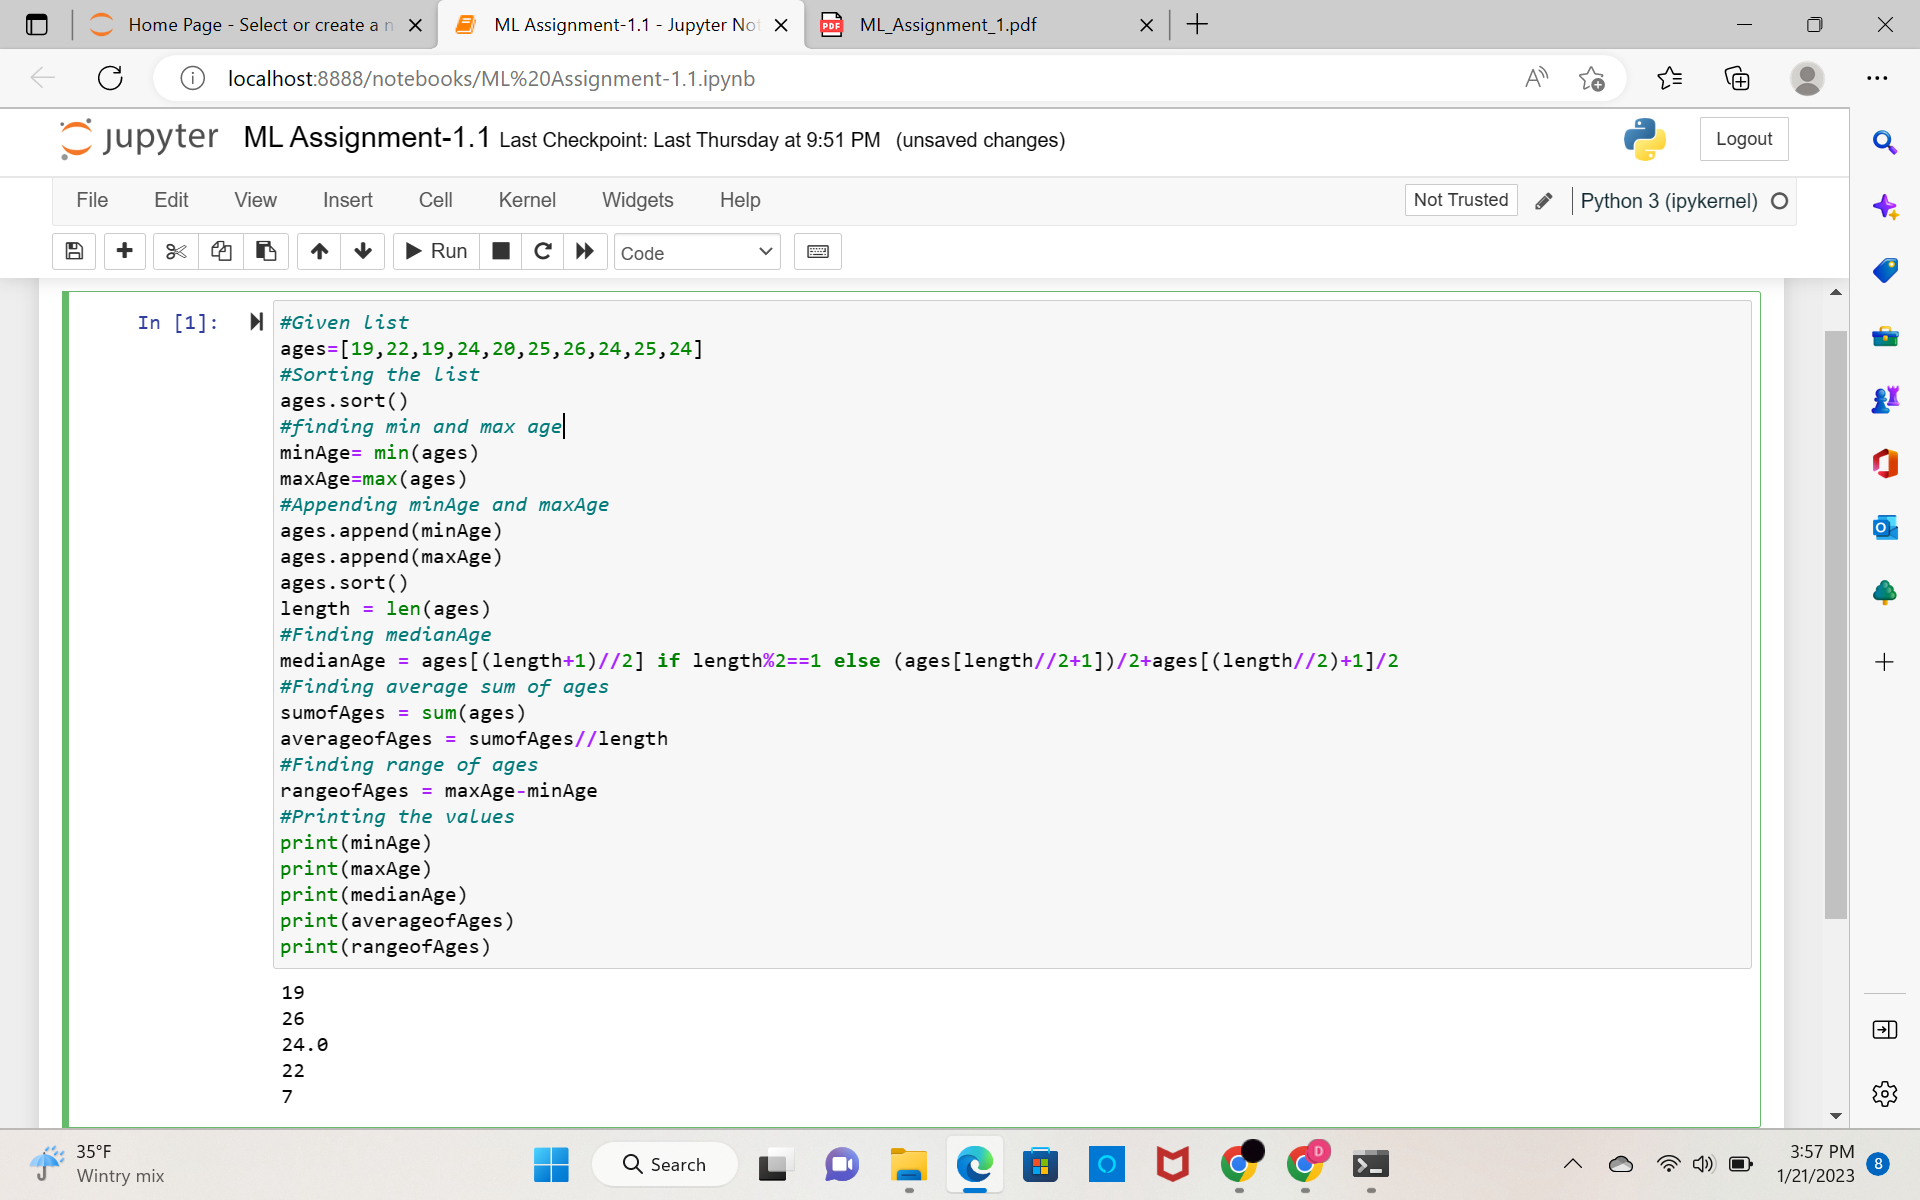 Home Page - Select or create a n
ML Assignment-1.1 - Jupyter Not
PDF
ML_Assignment_1.pdf
localhost:8888/notebooks/ML%20Assignment-1.1.ipynb
jupyter
ML Assignment-1.1 Last Checkpoint: Last Thursday at 9:51 PM (unsaved changes)
Logout
File Edit View Insert Cell Kernel Widgets Help
Not Trusted
Python 3 (ipykernel)
Run
Code
In [1]:
#Given list
ages=[19,22,19,24,20,25,26,24,25,24]
#Sorting the list
ages.sort()
#finding min and max age
minAge= min(ages)
maxAge=max(ages)
#Appending minAge and maxAge
ages.append(minAge)
ages.append(maxAge)
ages.sort()
length = len(ages)
#Finding medianAge
medianAge = ages[(length+1)//2] if length%2==1 else (ages[length//2+1])/2+ages[(length//2)+1]/2
#Finding average sum of ages
sumofAges = sum(ages)
averageofAges = sumofAges//length
#Finding range of ages
rangeofAges = maxAge-minAge
#Printing the values
print(minAge)
print(maxAge)
print(medianAge)
print(averageofAges)
print(rangeofAges)
19
26
24.0
22
7
35°F
Wintry mix
Search
D
3:57 PM
1/21/2023
8